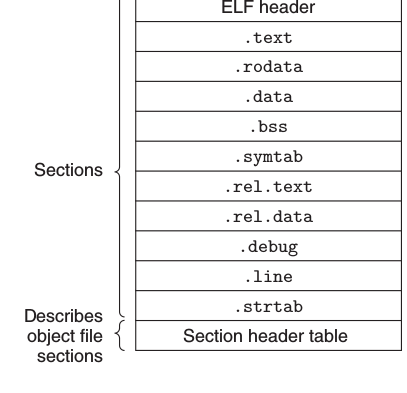 ELF header
.text
.rodata
.data
.bss
.symtab
Sections
.rel.text
.rel.data
.debug
.line
.strtab
Describes
object file
sections
Section header table